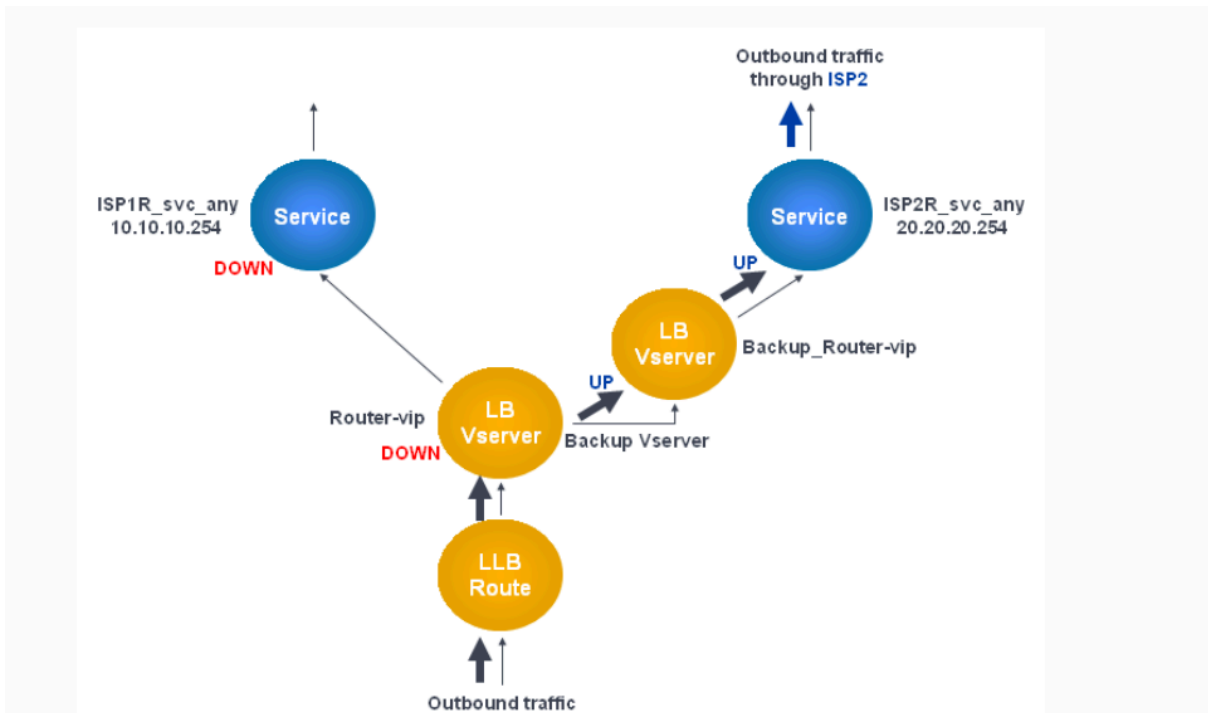 Outbound traffic
through ISP2
ISP1R_svc_any
10.10.10.254
Service
DOWN
Service
ISP2R_svc_any
20.20.20.254
UP
LB
Vserver
Backup_Router-vip
UP
Router-vip
DOWN
LB
Vserver
Backup Vserver
LLB
Route
Outbound traffic